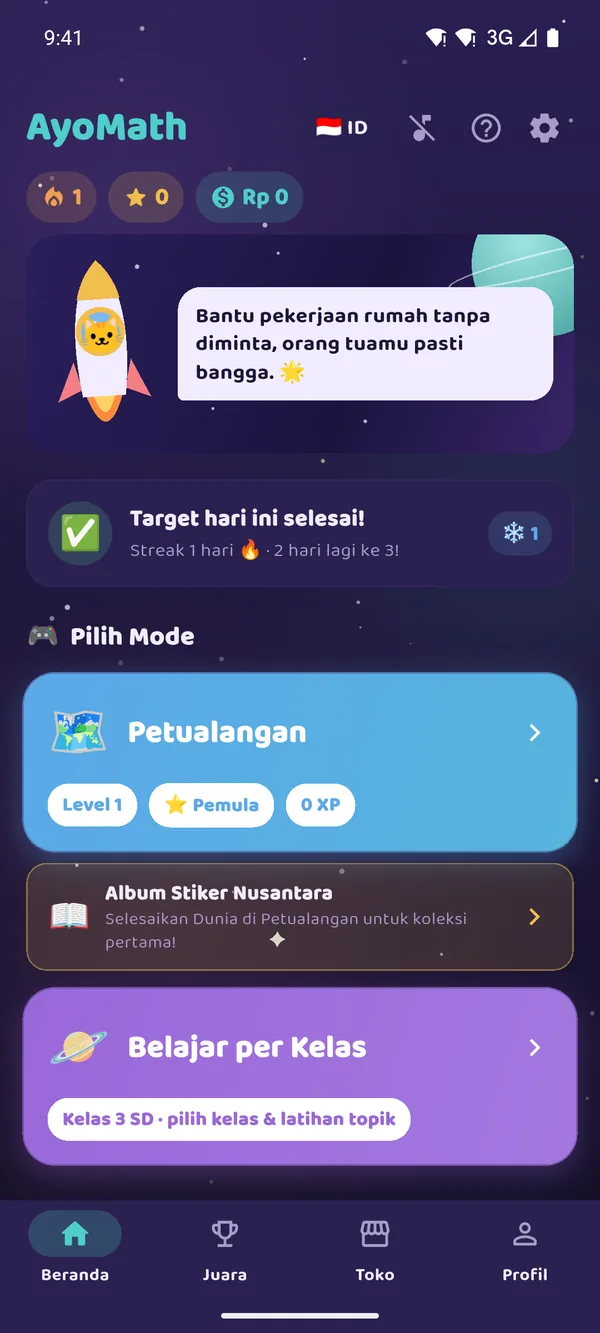 9:41
3G
AyoMath
ID
1
0
Rp 0
Bantu pekerjaan rumah tanpa
diminta, orang tuamu pasti
bangga. 🌟
Target hari ini selesai!
Streak 1 hari 🔥 · 2 hari lagi ke 3!
1
Pilih Mode
Petualangan
Level 1
⭐ Pemula
0 XP
Album Stiker Nusantara
Selesaikan Dunia di Petualangan untuk koleksi
pertama!
Belajar per Kelas
Kelas 3 SD · pilih kelas & latihan topik
Beranda
Juara
Toko
Profil